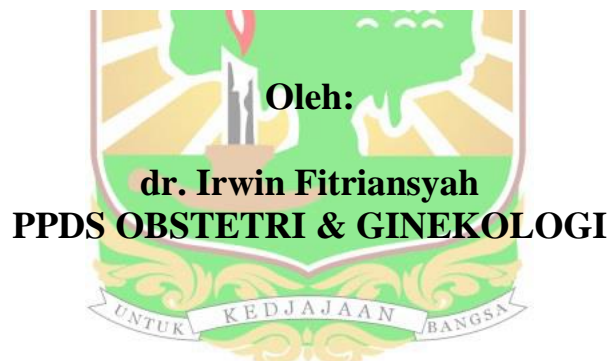 Oleh:
dr. Irwin Fitriansyah
PPDS OBSTETRI & GINEKOLOGI
UNTUK KEDJAJAAN BANGSA